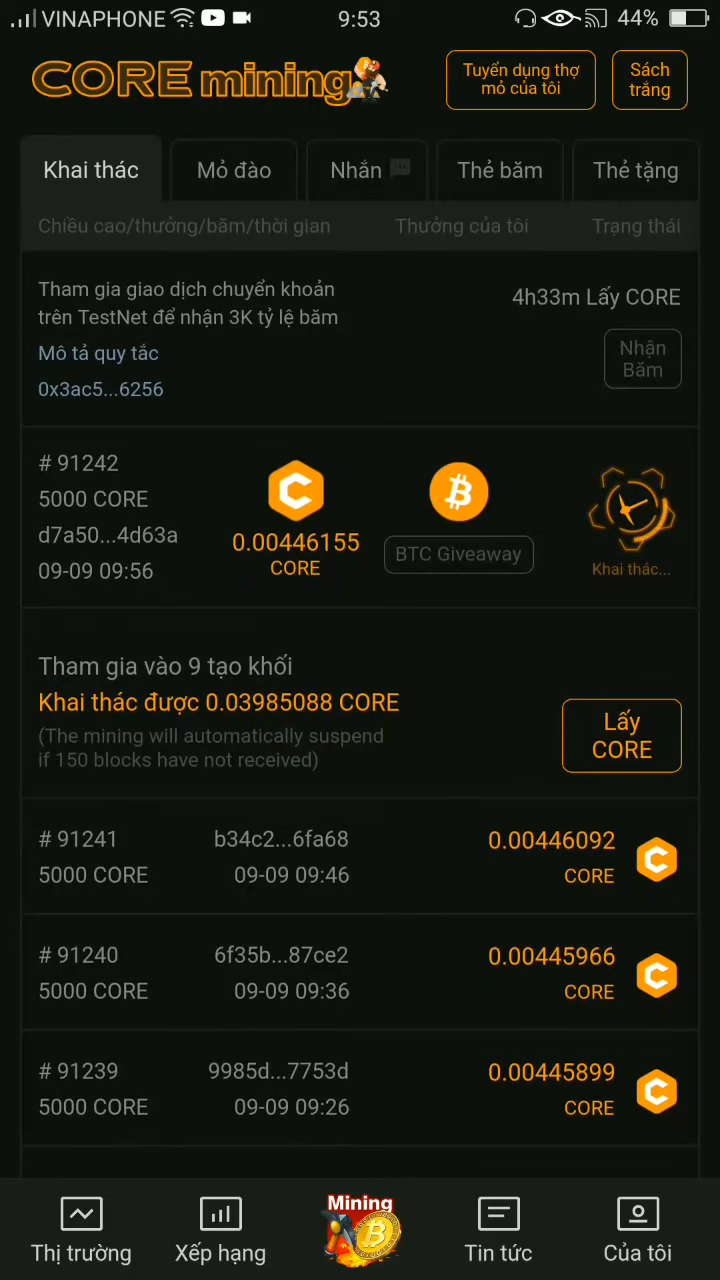 VINAPHONE 9:53 44%
CORE mining
Tuyển dụng thợ
mỏ của tôi
Sách
trắng
Khai thác Mỏ đào Nhắn Thẻ băm Thẻ tặng
Chiều cao/thưởng/băm/thời gian Thưởng của tôi Trạng thái
Tham gia giao dịch chuyển khoản
trên TestNet để nhận 3K tỷ lệ băm
Mô tả quy tắc
0x3ac5...6256
4h33m Lấy CORE
Nhận
Băm
# 91242
5000 CORE
d7a50...4d63a
09-09 09:56
0.00446155
CORE
BTC Giveaway
Khai thác...
Tham gia vào 9 tạo khối
Khai thác được 0.03985088 CORE
(The mining will automatically suspend
if 150 blocks have not received)
Lấy
CORE
# 91241 b34c2...6fa68 0.00446092
5000 CORE 09-09 09:46 CORE
# 91240 6f35b...87ce2 0.00445966
5000 CORE 09-09 09:36 CORE
# 91239 9985d...7753d 0.00445899
5000 CORE 09-09 09:26 CORE
Mining
Thị trường Xếp hạng Tin tức Của tôi